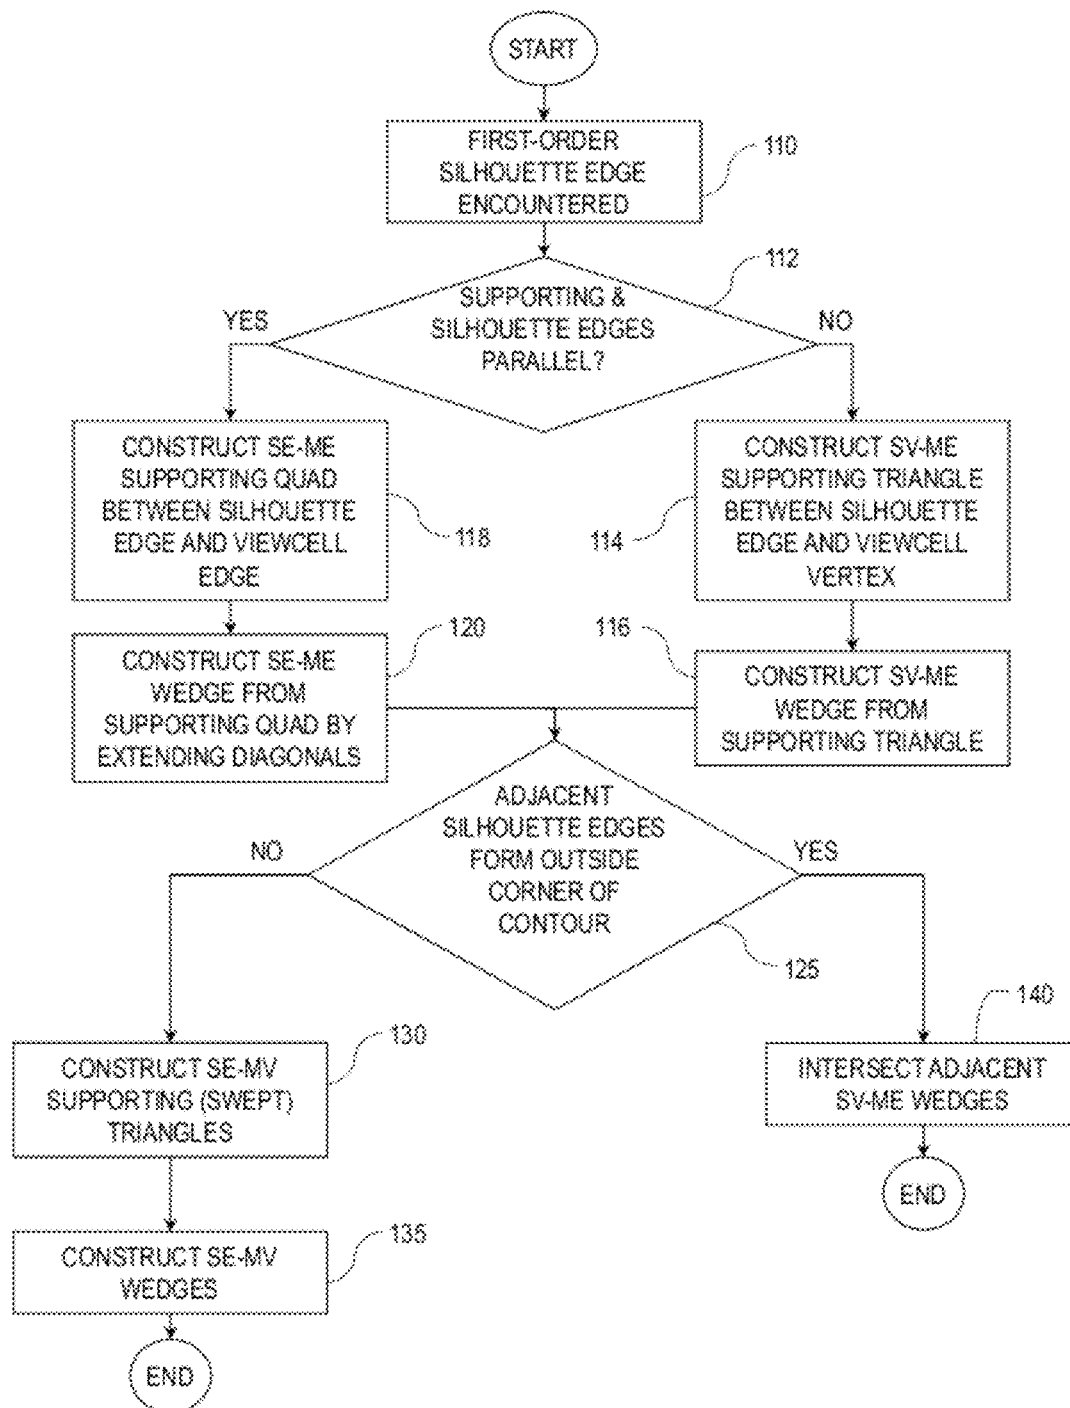 START
FIRST-ORDER
SILHOUETTE EDGE
ENCOUNTERED
110
112
SUPPORTING &
SILHOUETTE EDGES
PARALLEL?
YES
NO
CONSTRUCT SE-ME
SUPPORTING QUAD
BETWEEN SILHOUETTE
EDGE AND VIEWCELL
EDGE
118
CONSTRUCT SV-ME
SUPPORTING TRIANGLE
BETWEEN SILHOUETTE
EDGE AND VIEWCELL
VERTEX
114
CONSTRUCT SE-ME
WEDGE FROM
SUPPORTING QUAD BY
EXTENDING DIAGONALS
120
116
CONSTRUCT SV-ME
WEDGE FROM
SUPPORTING TRIANGLE
ADJACENT
SILHOUETTE EDGES
FORM OUTSIDE
CORNER OF
CONTOUR
NO
YES
125
CONSTRUCT SE-MV
SUPPORTING (SWEPT)
TRIANGLES
130
140
INTERSECT ADJACENT
SV-ME WEDGES
END
CONSTRUCT SE-MV
WEDGES
135
END